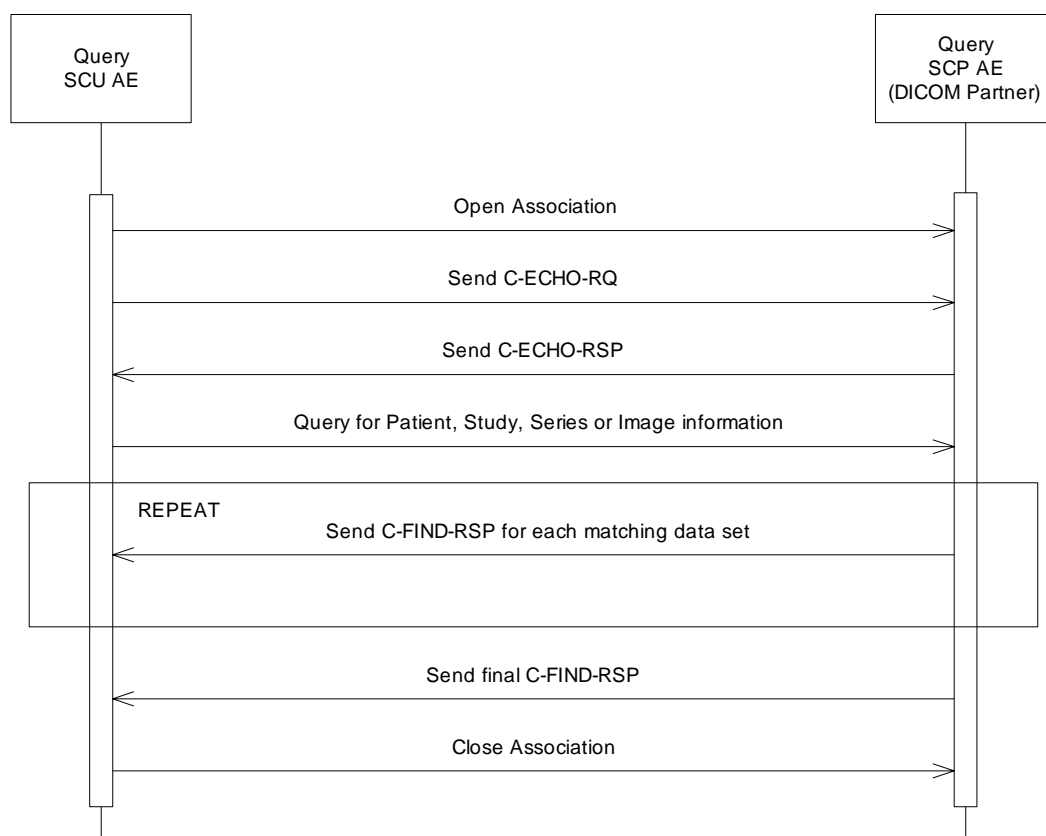 Query
SCU AE
Query
SCP AE
(DICOM Partner)
Open Association
Send C-ECHO-RQ
Send C-ECHO-RSP
Query for Patient, Study, Series or Image information
REPEAT
Send C-FIND-RSP for each matching data set
Send final C-FIND-RSP
Close Association